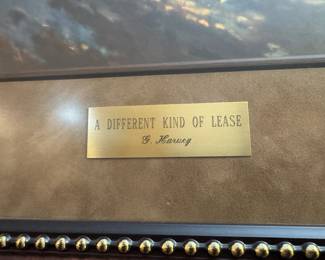 A DIFFERENT KIND OF LEASE
G. Harvey